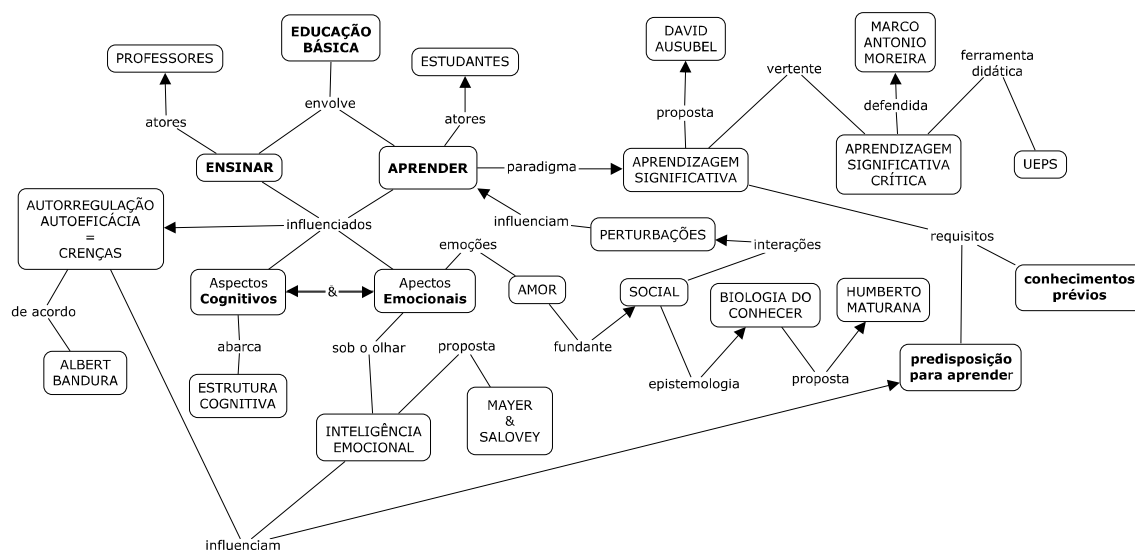 EDUCAÇÃO
BÁSICA
DAVID
AUSUBEL
MARCO
ANTONIO
MOREIRA
PROFESSORES
ESTUDANTES
ferramenta
didática
vertente
envolve
proposta
defendida
atores
atores
ENSINAR
APRENDER
paradigma
APRENDIZAGEM
SIGNIFICATIVA
APRENDIZAGEM
SIGNIFICATIVA
CRÍTICA
UEPS
AUTORREGULAÇÃO
AUTOEFICÁCIA
=
CRENÇAS
influenciados
influenciam
PERTURBAÇÕES
requisitos
emoções
interações
Aspectos
Cognitivos
&
Apectos
Emocionais
AMOR
SOCIAL
BIOLOGIA DO
CONHECER
HUMBERTO
MATURANA
conhecimentos
prévios
de acordo
abarca
sob o olhar
proposta
fundante
epistemologia
proposta
predisposição
para aprender
ALBERT
BANDURA
ESTRUTURA
COGNITIVA
MAYER
&
SALOVEY
INTELIGÊNCIA
EMOCIONAL
influenciam